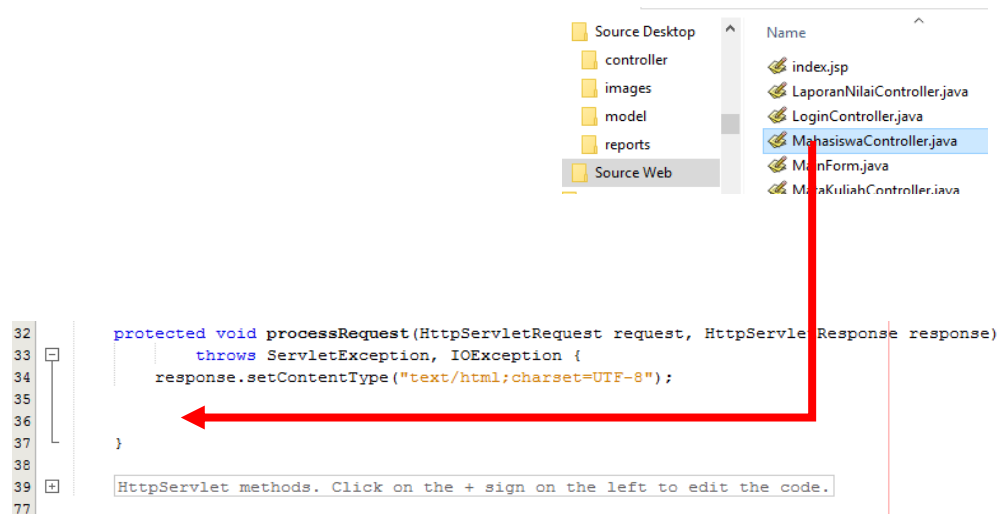 Source Desktop
controller
images
model
reports
Source Web
Name
index.jsp
LaporanNilaiController.java
LoginController.java
MahasiswaController.java
MainForm.java
MataKuliahController.java
32 protected void processRequest(HttpServletRequest request, HttpServletResponse response)
33 throws ServletException, IOException {
34 response.setContentType("text/html;charset=UTF-8");
35
36
37 }
38
39 HttpServlet methods. Click on the + sign on the left to edit the code.
77